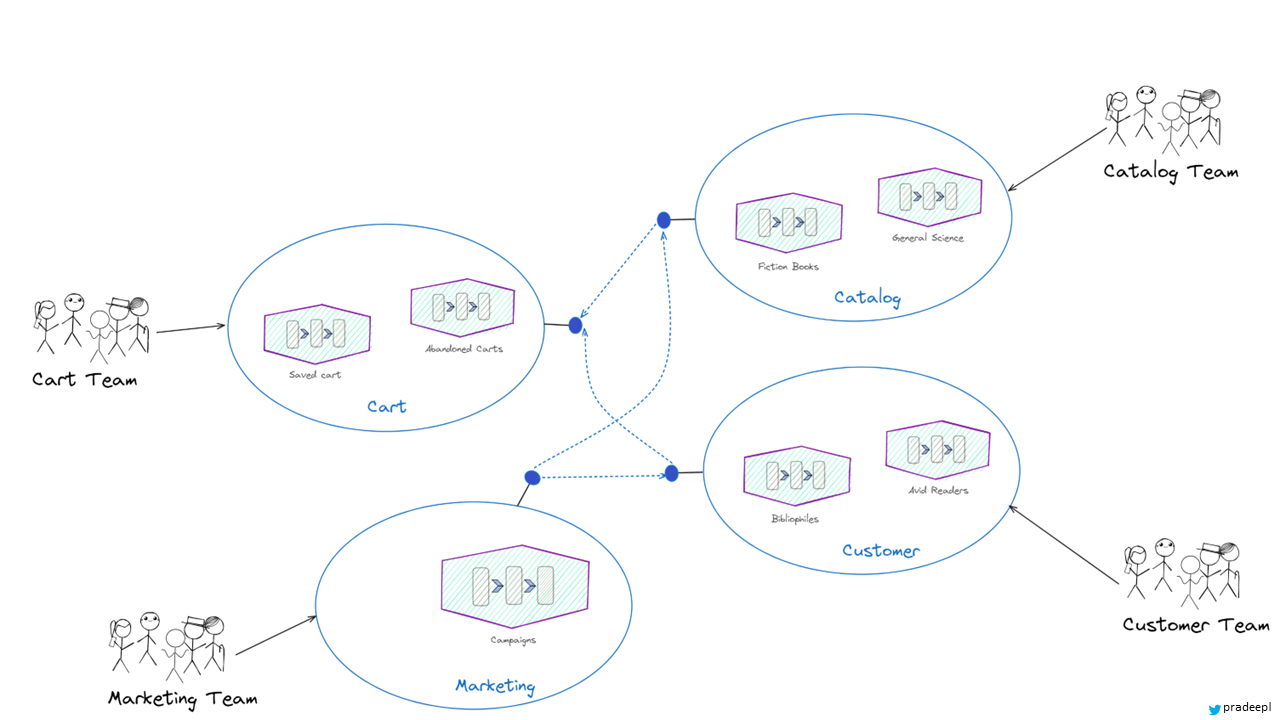 Catalog Team
General Science
Fiction Books
Catalog
Abandoned Carts
Saved cart
Cart
Cart Team
Avid Readers
Bibliophiles
Customer
Customer Team
Campaigns
Marketing
Marketing Team
pradeepl